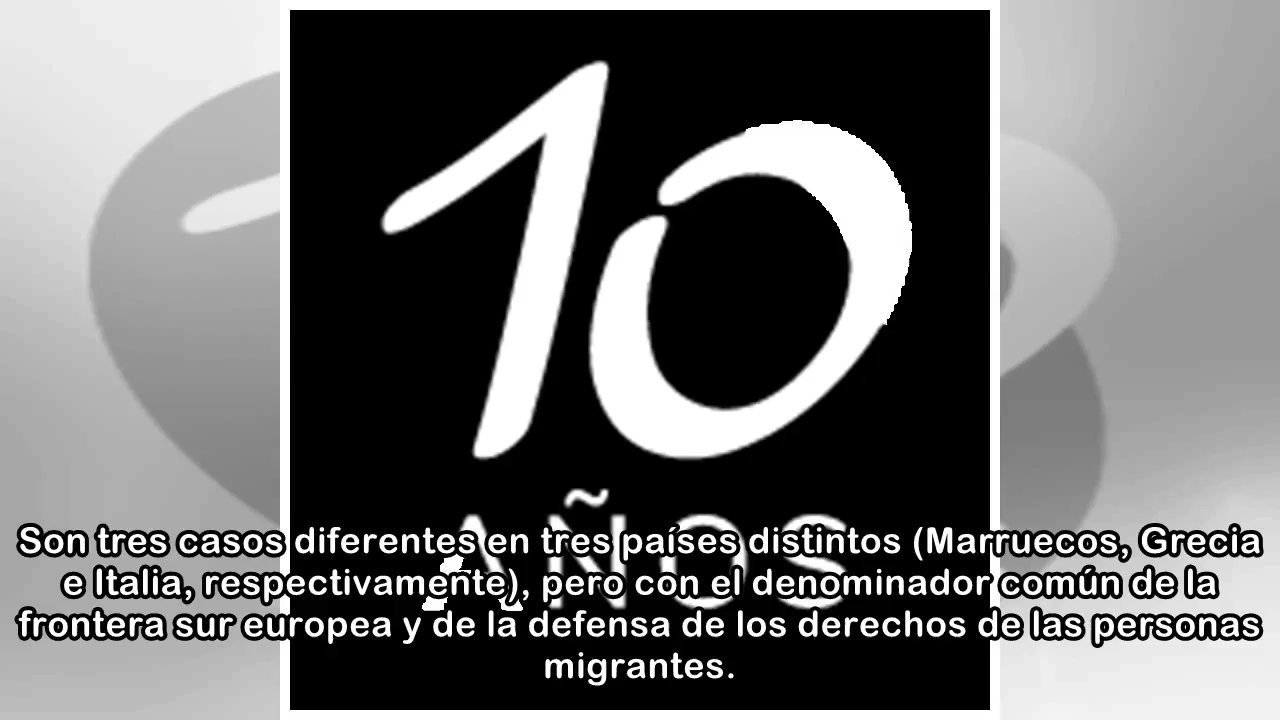 10
AÑOS
Son tres casos diferentes en tres países distintos (Marruecos, Grecia
e Italia, respectivamente), pero con el denominador común de la
frontera sur europea y de la defensa de los derechos de las personas
migrantes.